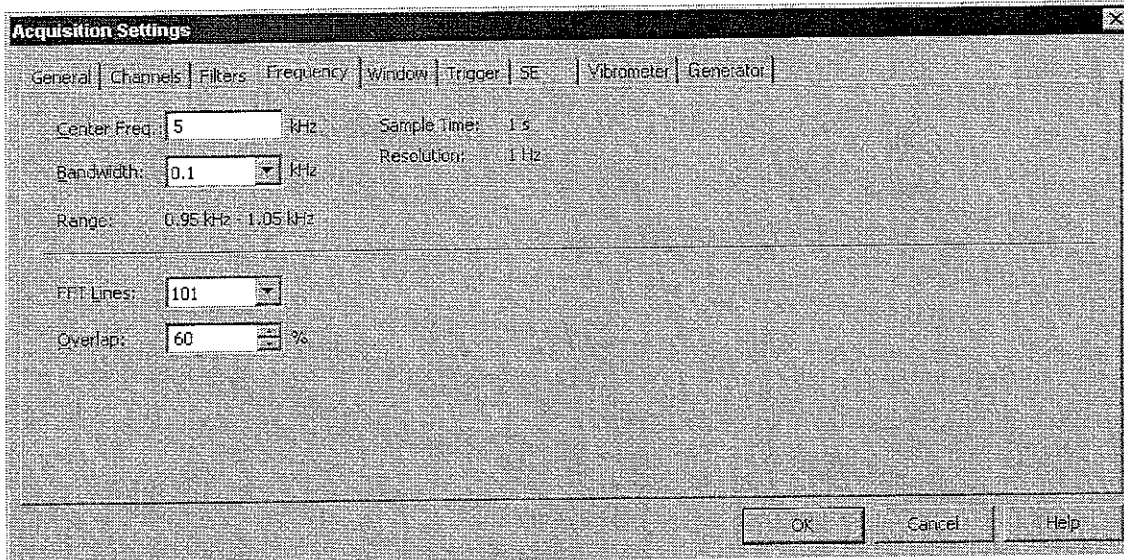 Acquisition Settings
General Channels Filters Frequency Window Trigger SE Vibrometer Generator
Center Freq.: 5 kHz Sample Time: 1 s
Bandwidth: 0.1 kHz Resolution: 1 Hz
Range: 0.95 kHz - 1.05 kHz
FFT Lines: 101
Overlap: 60 %
OK Cancel Help